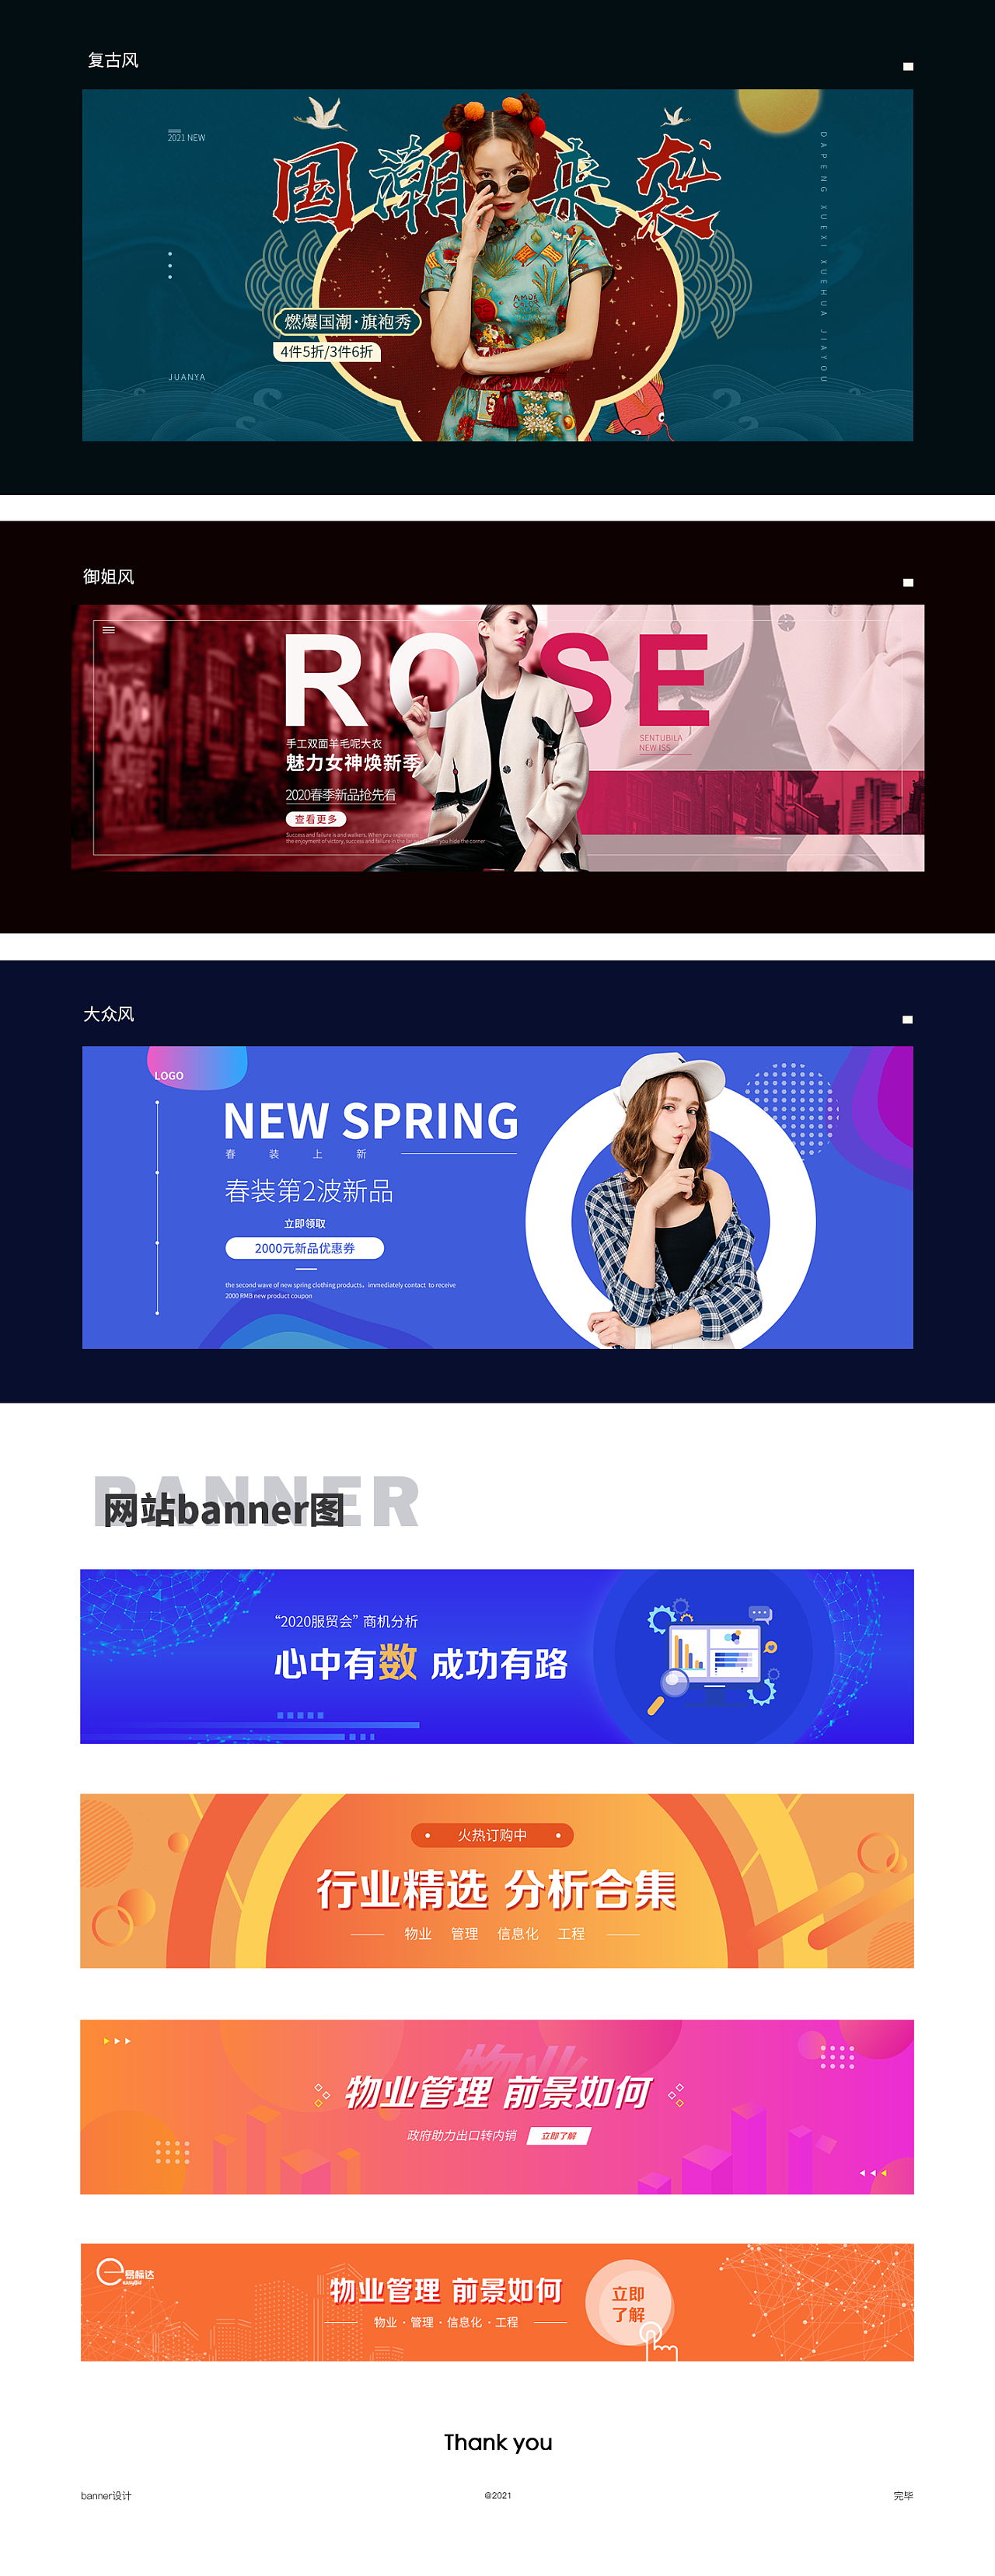 复古风
2021 NEW
国潮来袭
DAPENG XUEXI XUEHUA JIAYOU
燃爆国潮·旗袍秀
4件5折/3件6折
JUANYA
御姐风
ROSE
SENTUBILA
NEW ISS
手工双面羊毛呢大衣
魅力女神焕新季
2020春季新品抢先看
查看更多
Success and failure is and walkers. When you experience
the enjoyment of victory, success and failure in the
you hide the corner
大众风
LOGO
NEW SPRING
春 装 上 新
春装第2波新品
立即领取
2000元新品优惠券
the second wave of new spring clothing products, immediately contact to receive
2000 RMB new product coupon
BANNER
网站banner图
“2020服贸会” 商机分析
心中有数 成功有路
火热订购中
行业精选 分析合集
物业 管理 信息化 工程
物业
物业管理 前景如何
政府助力出口转内销 立即了解
易标达
物业管理 前景如何
物业 · 管理 · 信息化 · 工程
立即
了解
Thank you
banner设计
@2021
完毕